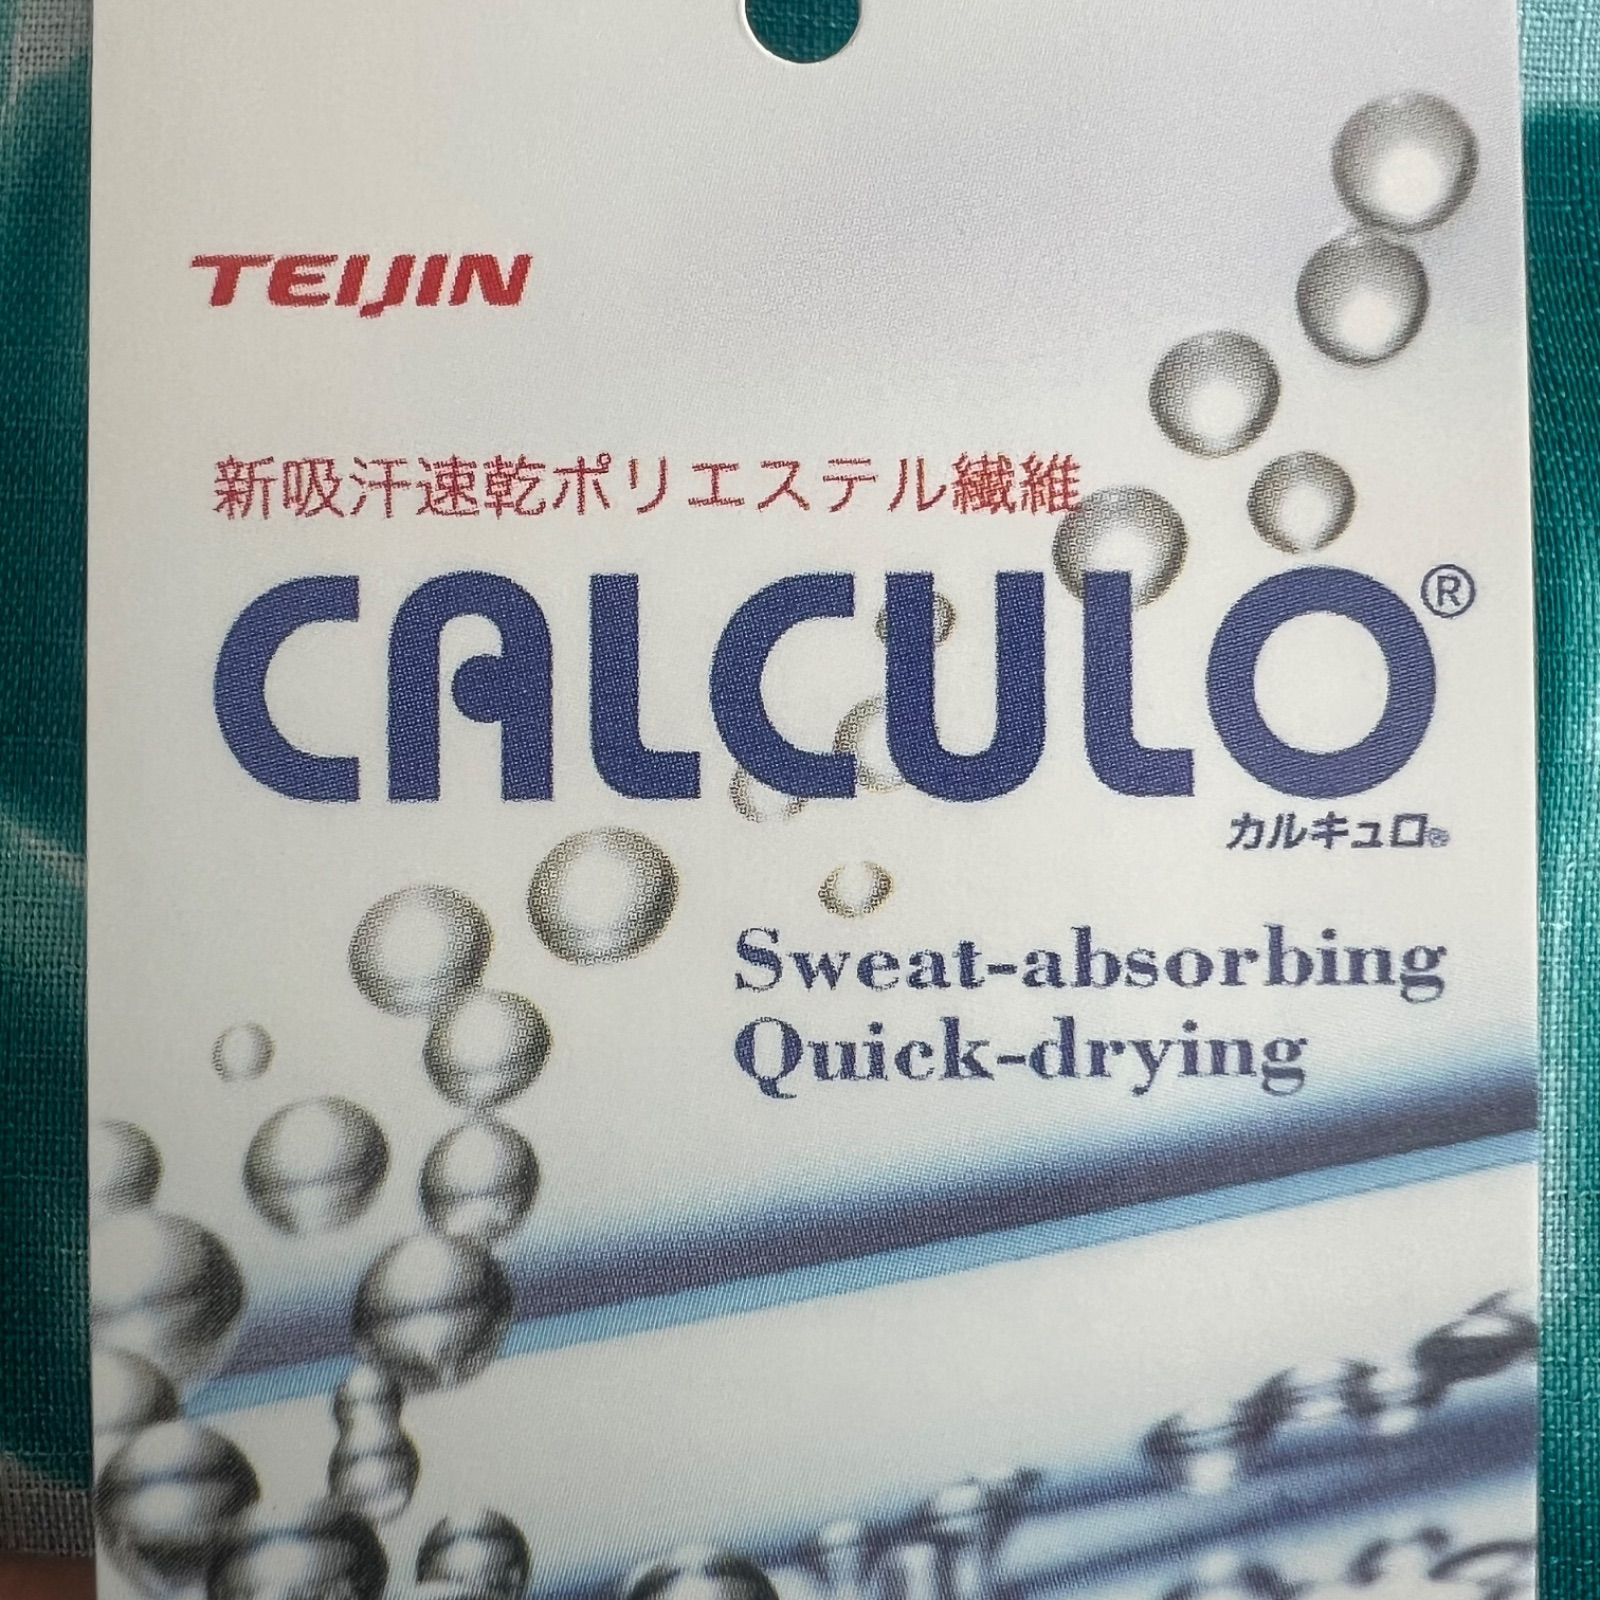 TEIJIN
新吸汗速乾ポリエステル繊維
CALCULO®
カルキュロ®
Sweat-absorbing
Quick-drying